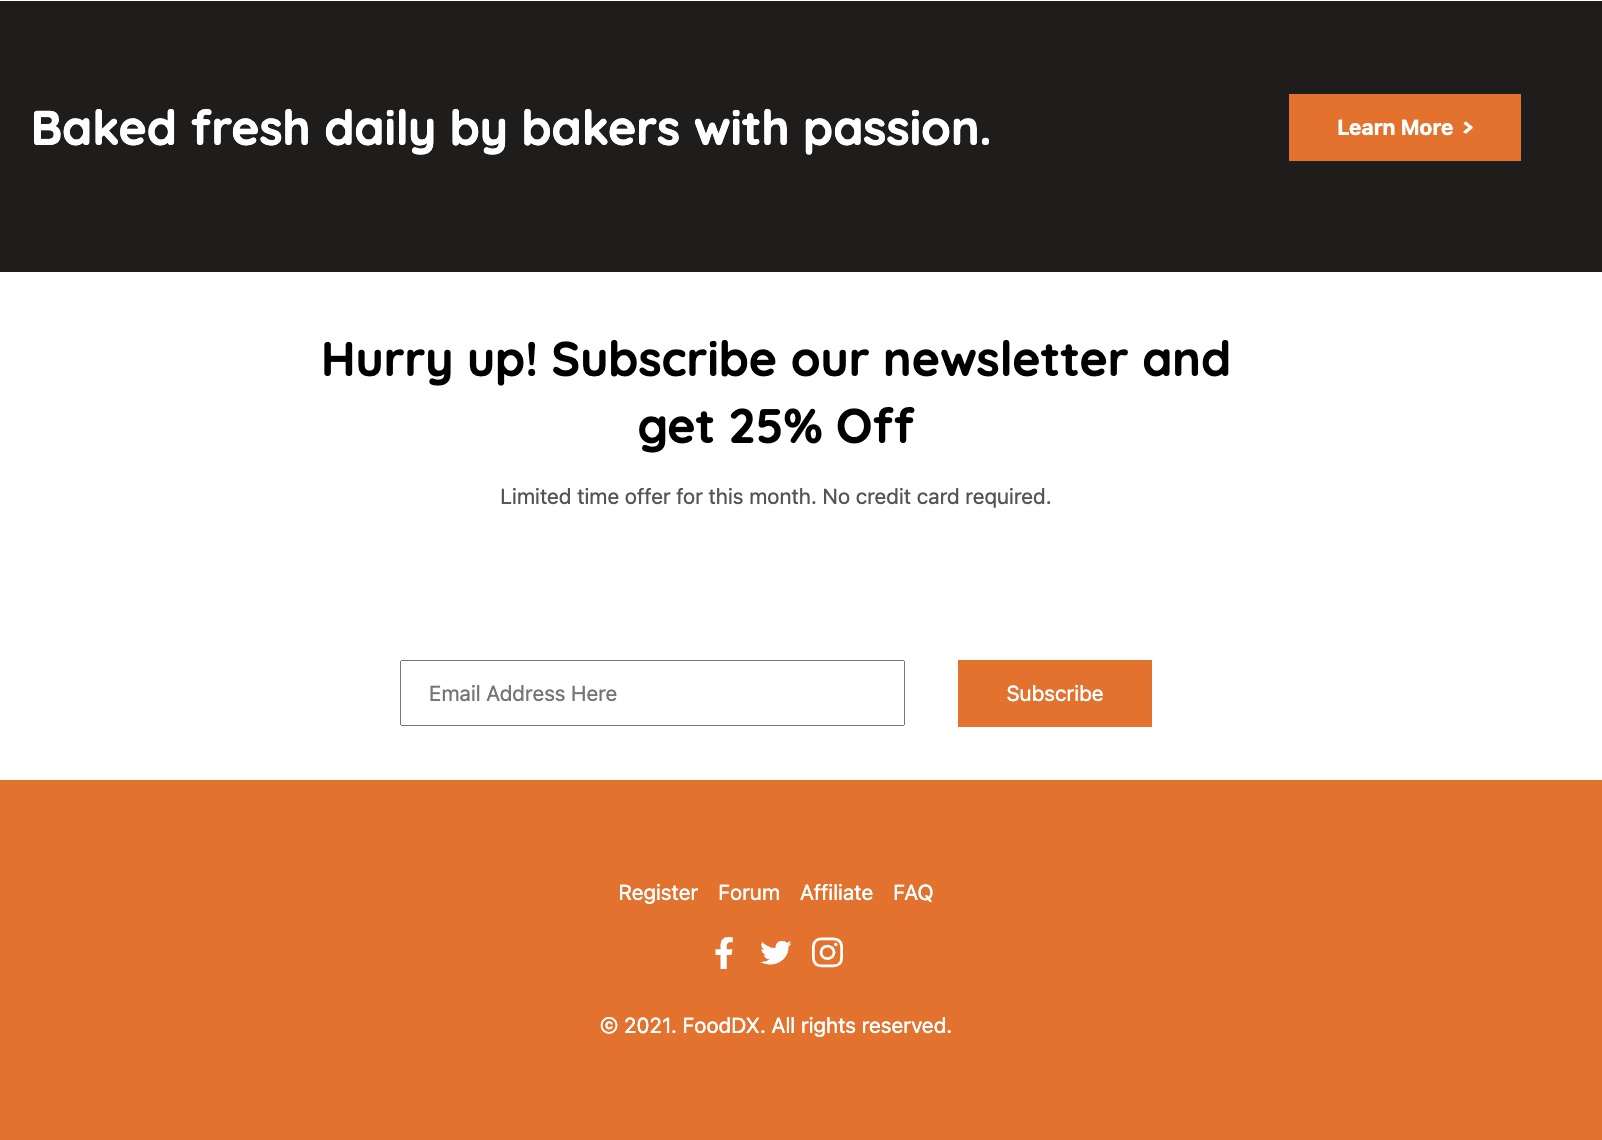 Baked fresh daily by bakers with passion.
Learn More >
Hurry up! Subscribe our newsletter and
get 25% Off
Limited time offer for this month. No credit card required.
Email Address Here
Subscribe
Register Forum Affiliate FAQ
© 2021. FoodDX. All rights reserved.